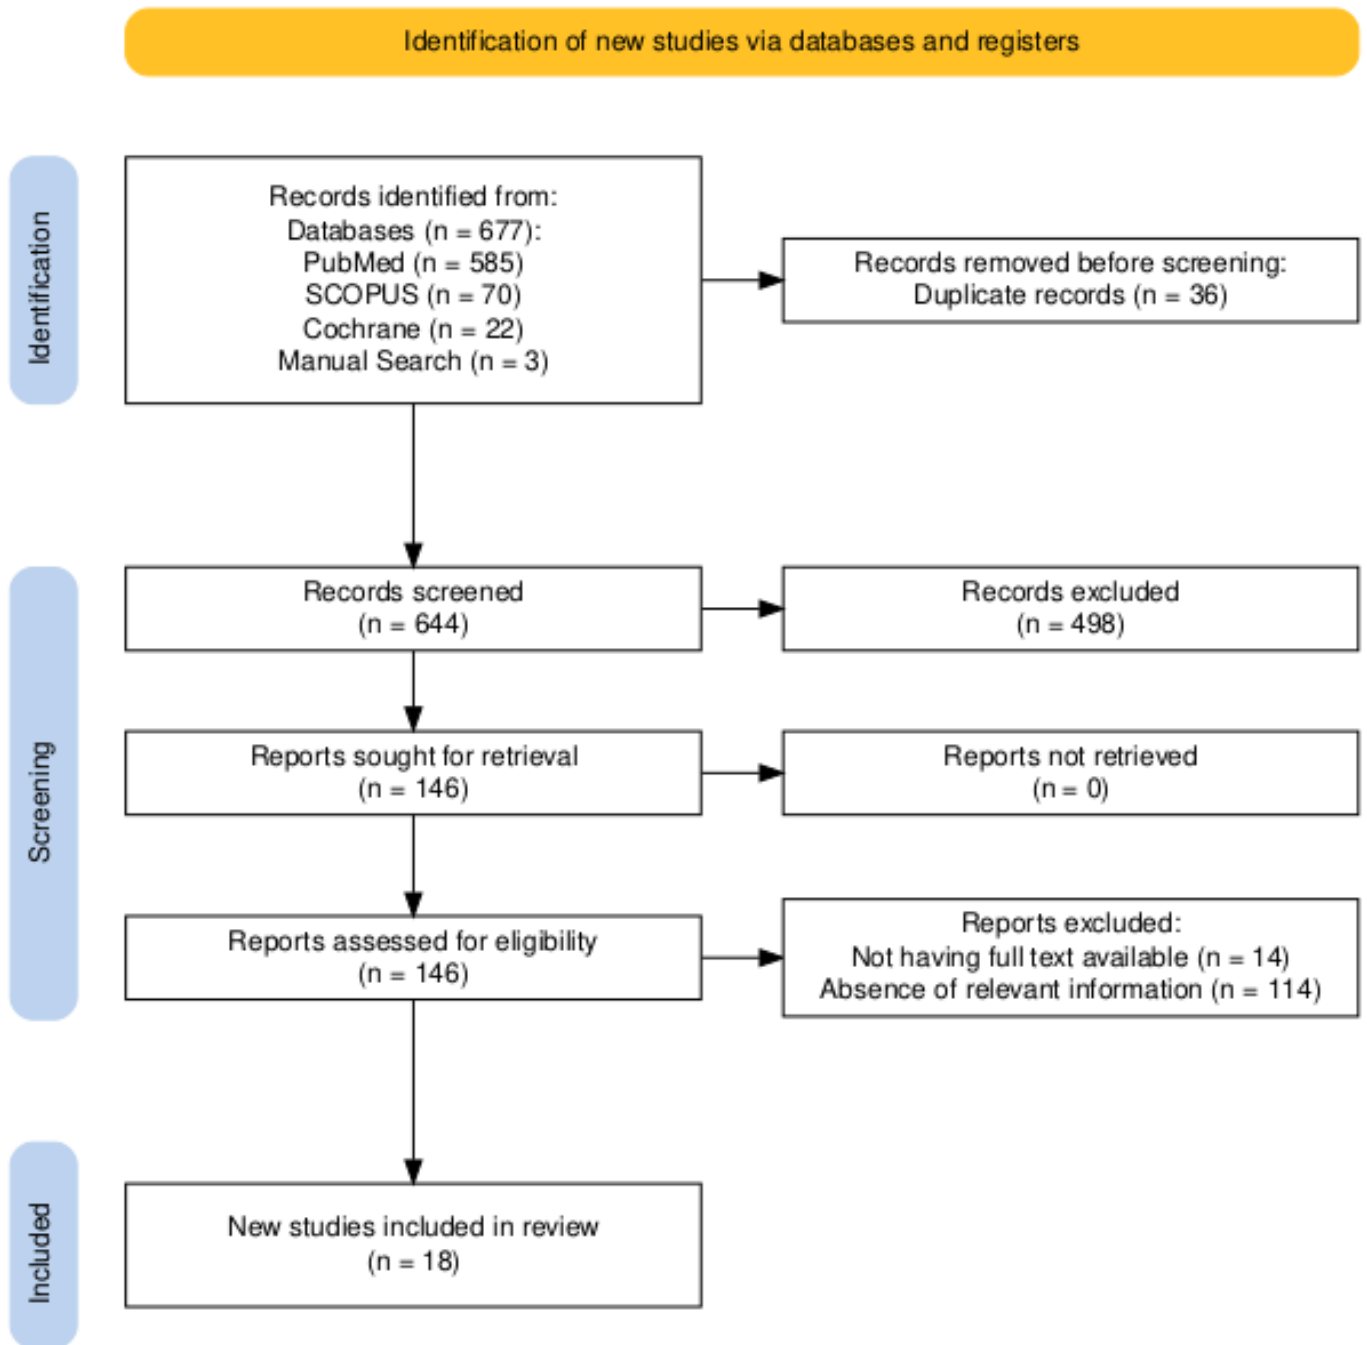 Identification of new studies via databases and registers
Identification
Records identified from:
Databases (n = 677):
PubMed (n = 585)
SCOPUS (n = 70)
Cochrane (n = 22)
Manual Search (n = 3)
Records removed before screening:
Duplicate records (n = 36)
Screening
Records screened
(n = 644)
Records excluded
(n = 498)
Reports sought for retrieval
(n = 146)
Reports not retrieved
(n = 0)
Reports assessed for eligibility
(n = 146)
Reports excluded:
Not having full text available (n = 14)
Absence of relevant information (n = 114)
Included
New studies included in review
(n = 18)